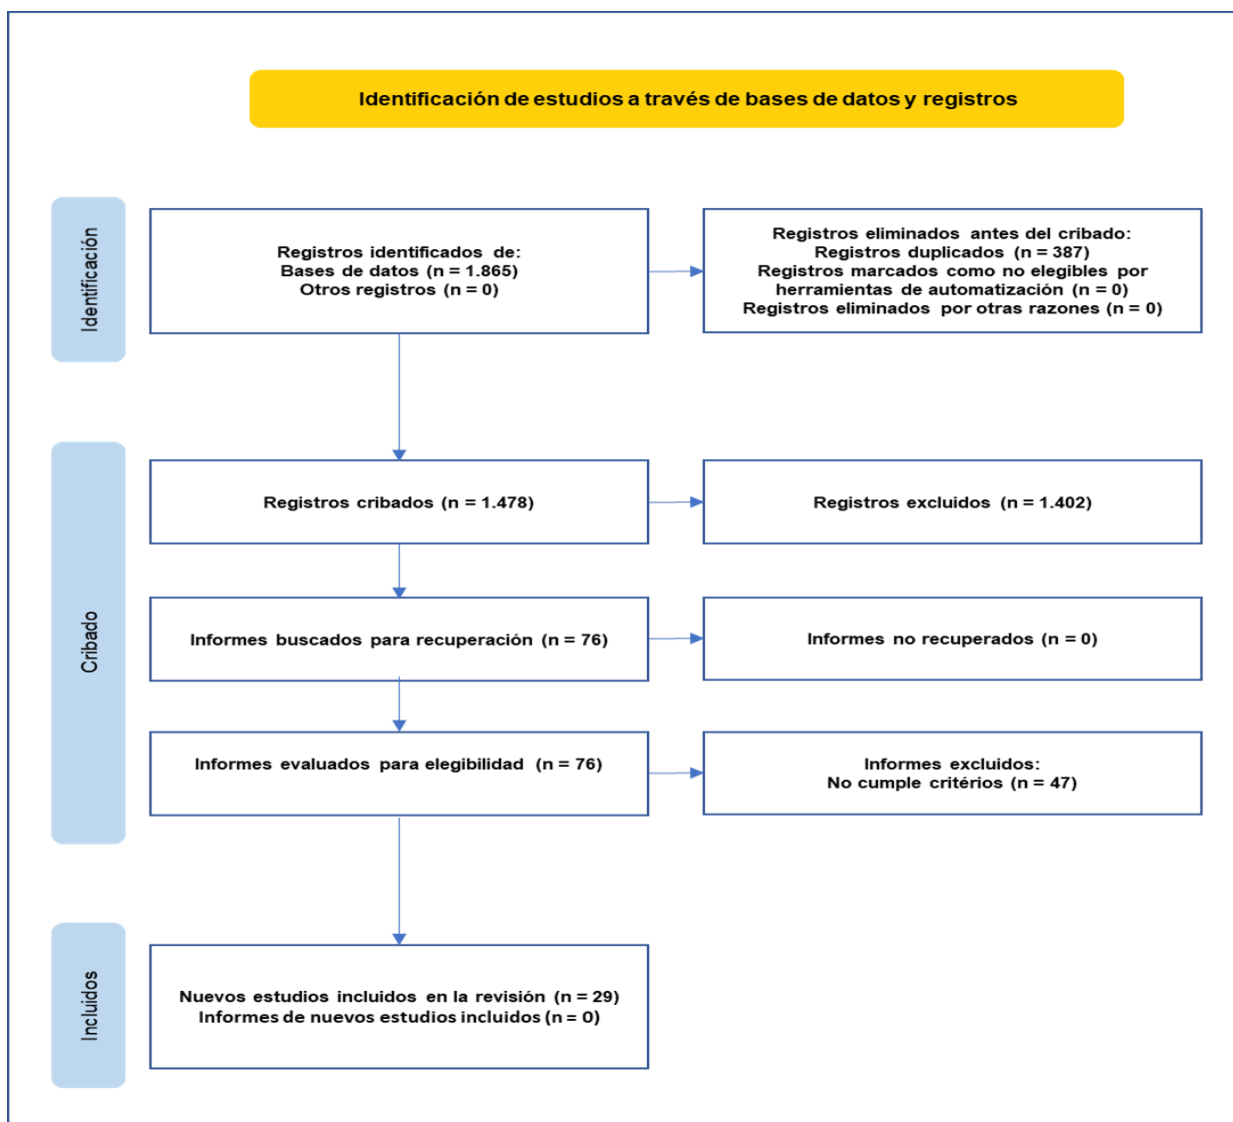 Identificación de estudios a través de bases de datos y registros
Identificación
Registros identificados de:
Bases de datos (n = 1.865)
Otros registros (n = 0)
Registros eliminados antes del cribado:
Registros duplicados (n = 387)
Registros marcados como no elegibles por
herramientas de automatización (n = 0)
Registros eliminados por otras razones (n = 0)
Cribado
Registros cribados (n = 1.478)
Registros excluidos (n = 1.402)
Informes buscados para recuperación (n = 76)
Informes no recuperados (n = 0)
Informes evaluados para elegibilidad (n = 76)
Informes excluidos:
No cumple critérios (n = 47)
Incluidos
Nuevos estudios incluidos en la revisión (n = 29)
Informes de nuevos estudios incluidos (n = 0)